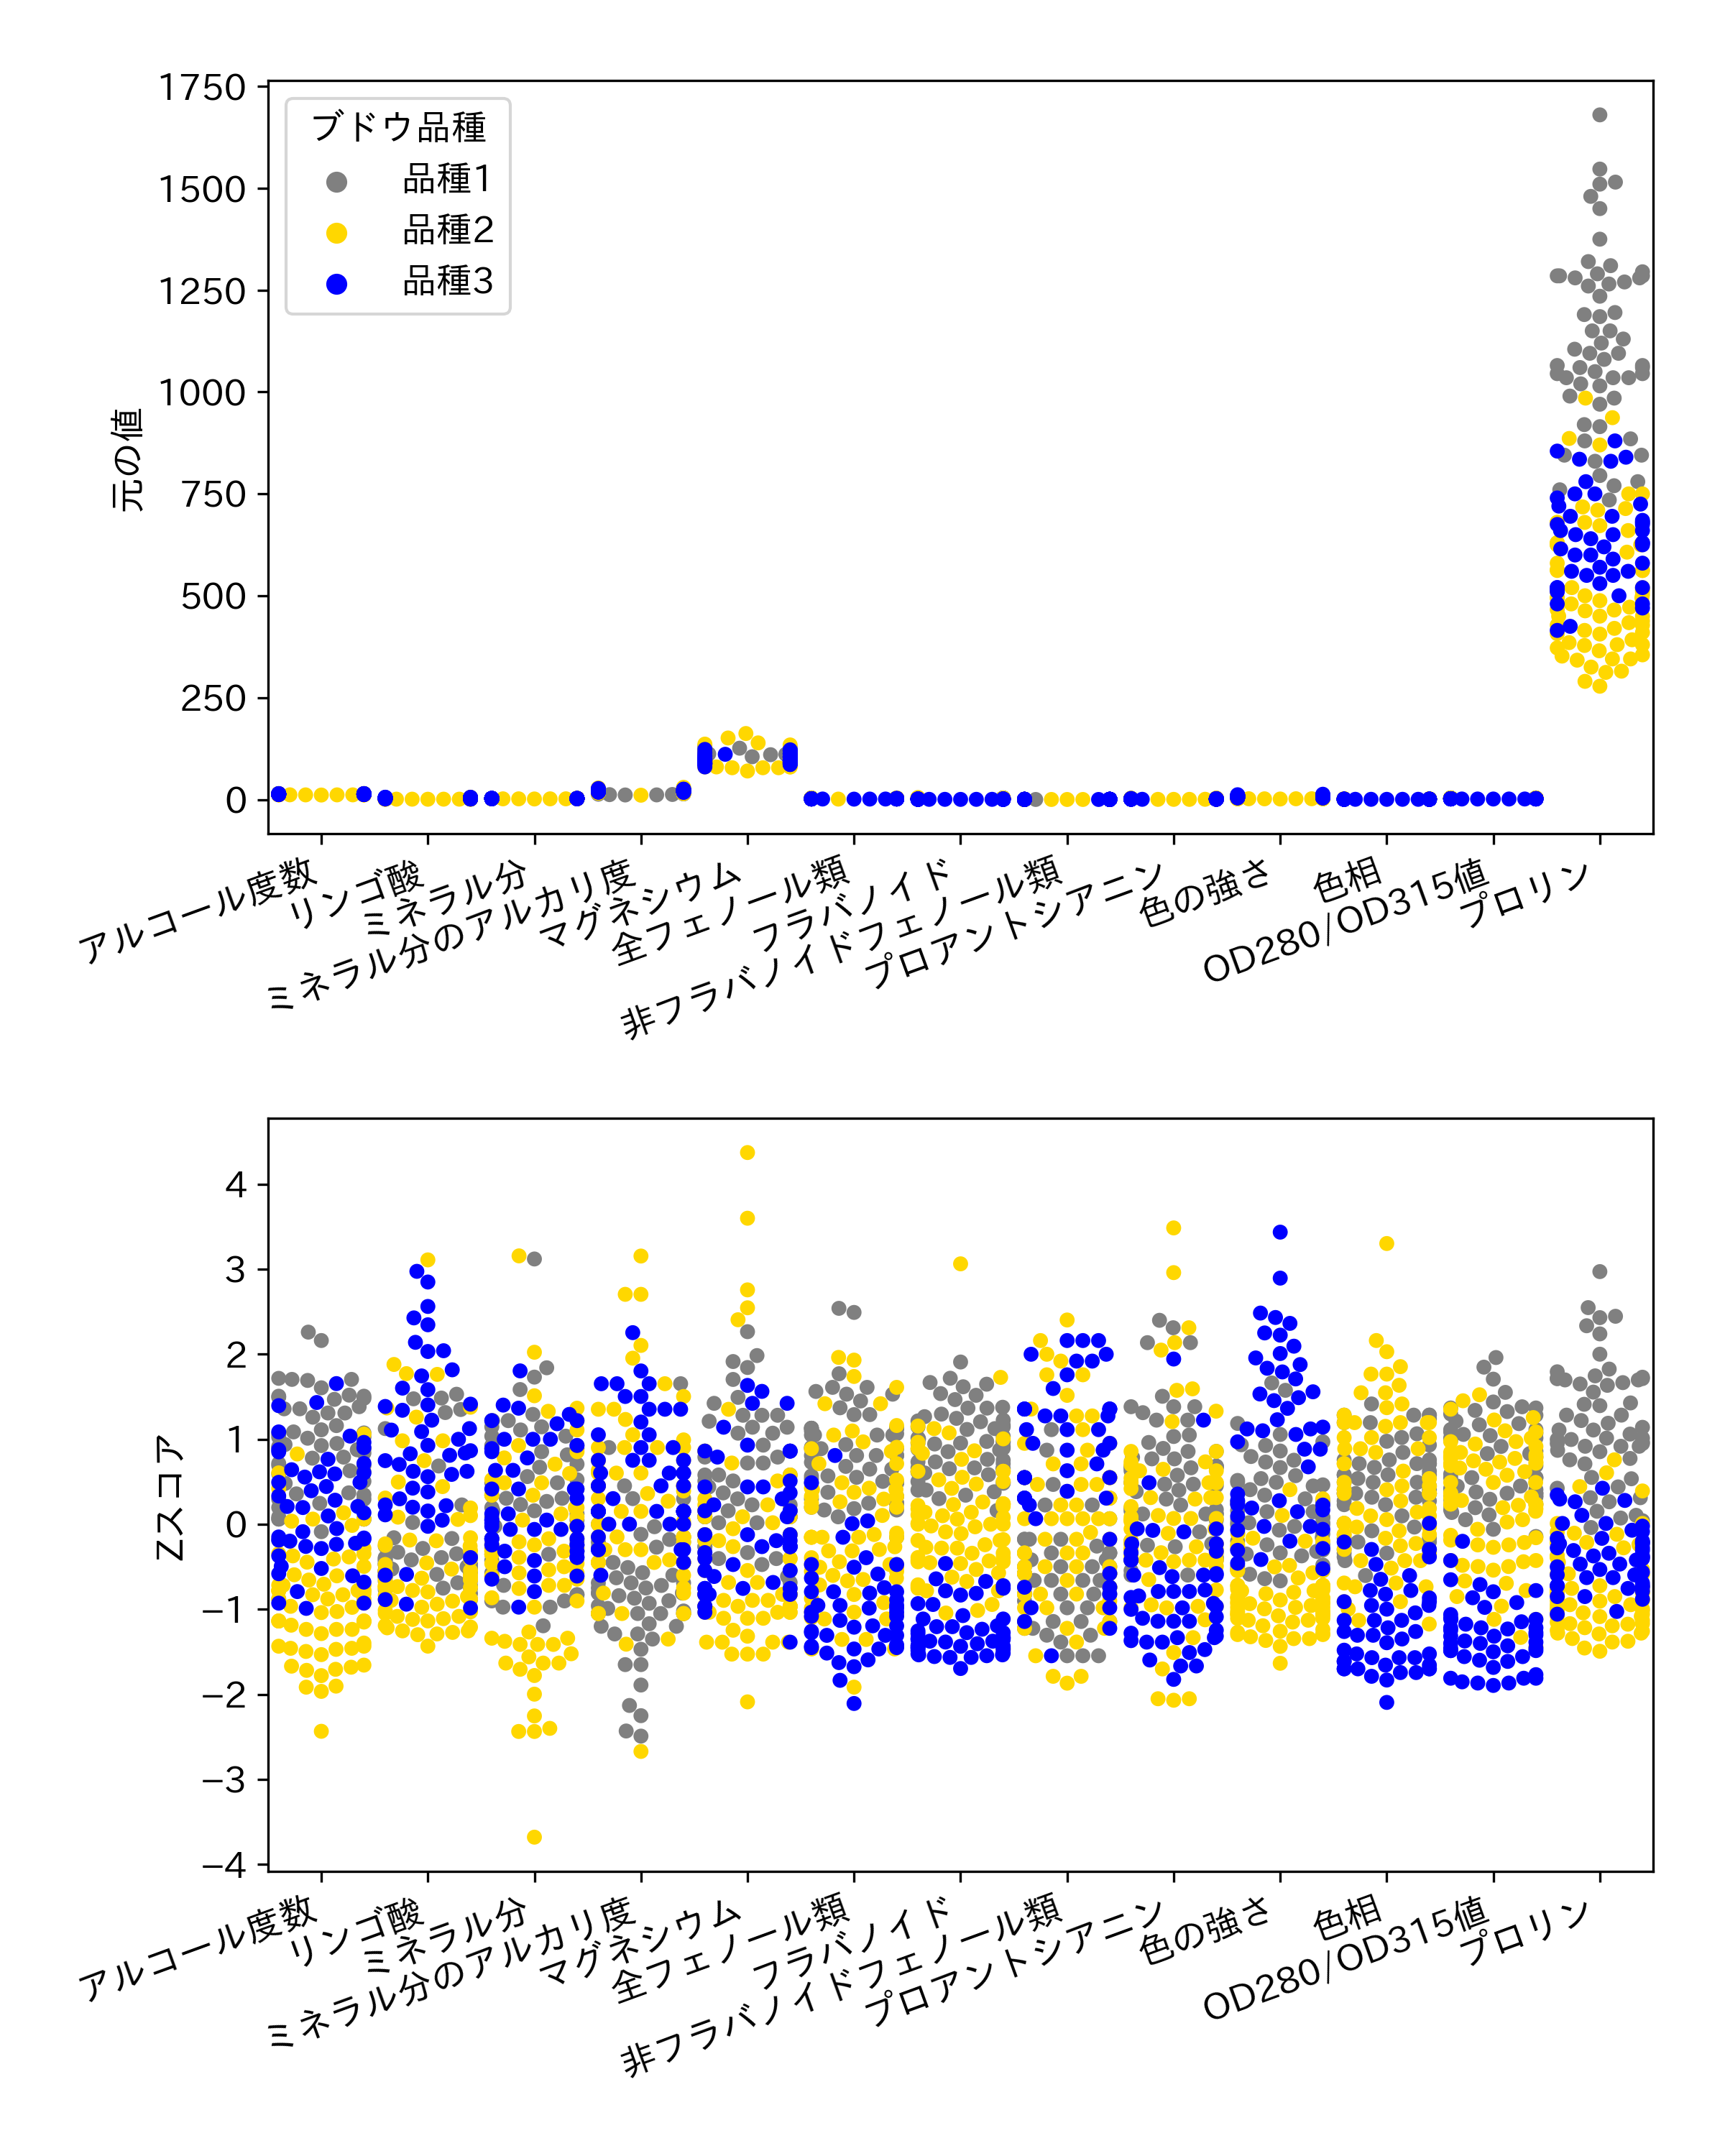 1750
1500
1250
1000
750
500
250
0
元の値
ブドウ品種
品種1
品種2
品種3
アルコール度数
リンゴ酸
ミネラル分
ミネラル分のアルカリ度
マグネシウム
全フェノール類
フラバノイド
非フラバノイドフェノール類
プロアントシアニン
色の強さ
色相
OD280/OD315値
プロリン
4
3
2
1
0
−1
−2
−3
−4
Zスコア
アルコール度数
リンゴ酸
ミネラル分
ミネラル分のアルカリ度
マグネシウム
全フェノール類
フラバノイド
非フラバノイドフェノール類
プロアントシアニン
色の強さ
色相
OD280/OD315値
プロリン